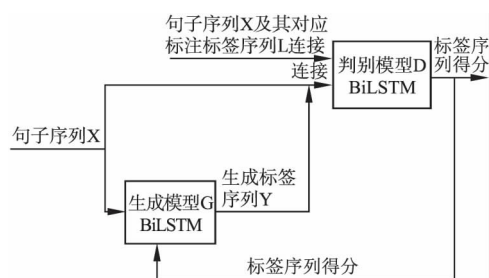 句子序列X及其对应
标注标签序列L连接
连接
判别模型D
BiLSTM
标签序
列得分
句子序列X
生成模型G
BiLSTM
生成标签
序列Y
标签序列得分